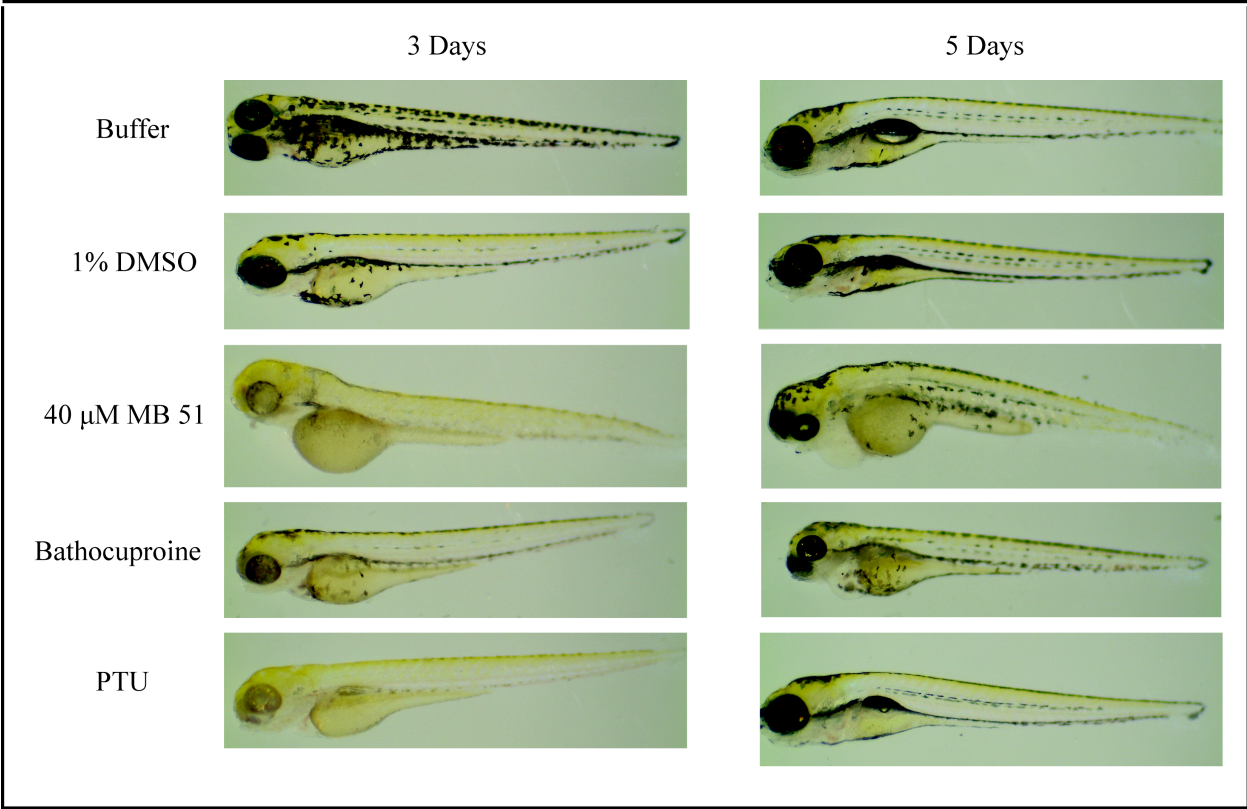 3 Days
5 Days
Buffer
1% DMSO
40 μM MB 51
Bathocuproine
PTU